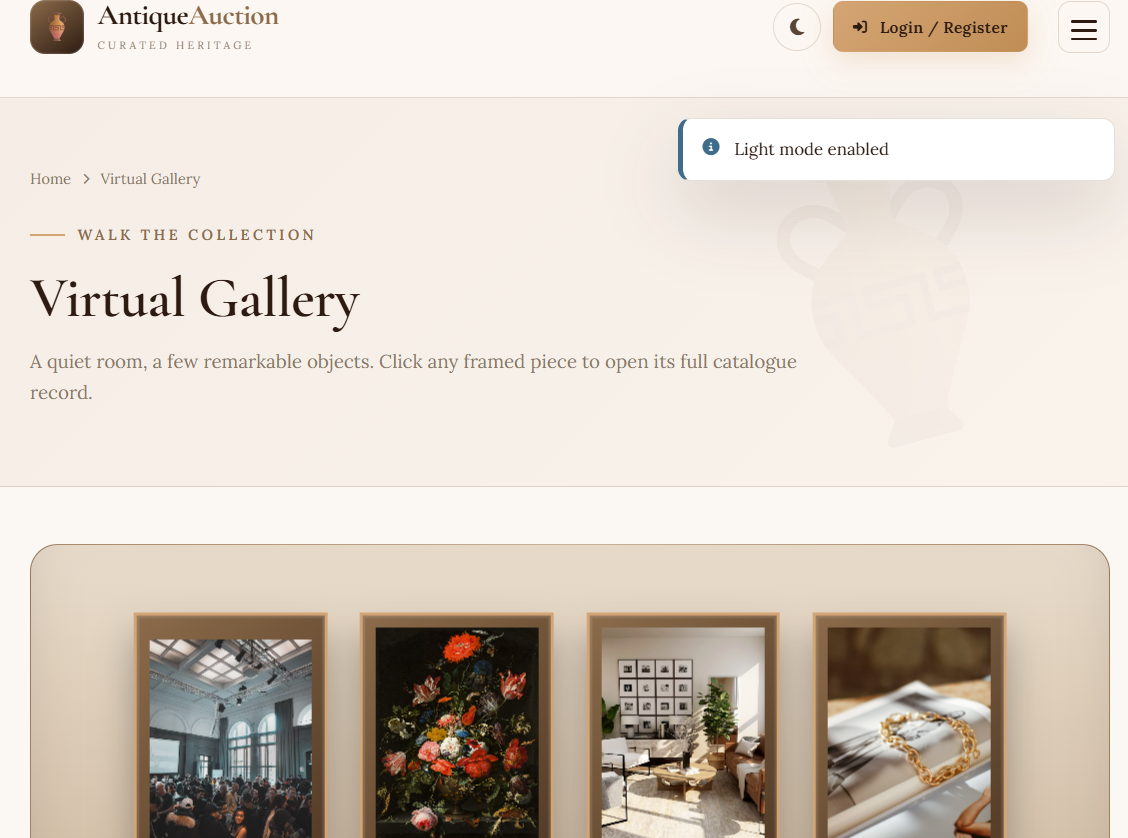 AntiqueAuction
CURATED HERITAGE
Login / Register
Light mode enabled
Home > Virtual Gallery
WALK THE COLLECTION
Virtual Gallery
A quiet room, a few remarkable objects. Click any framed piece to open its full catalogue
record.